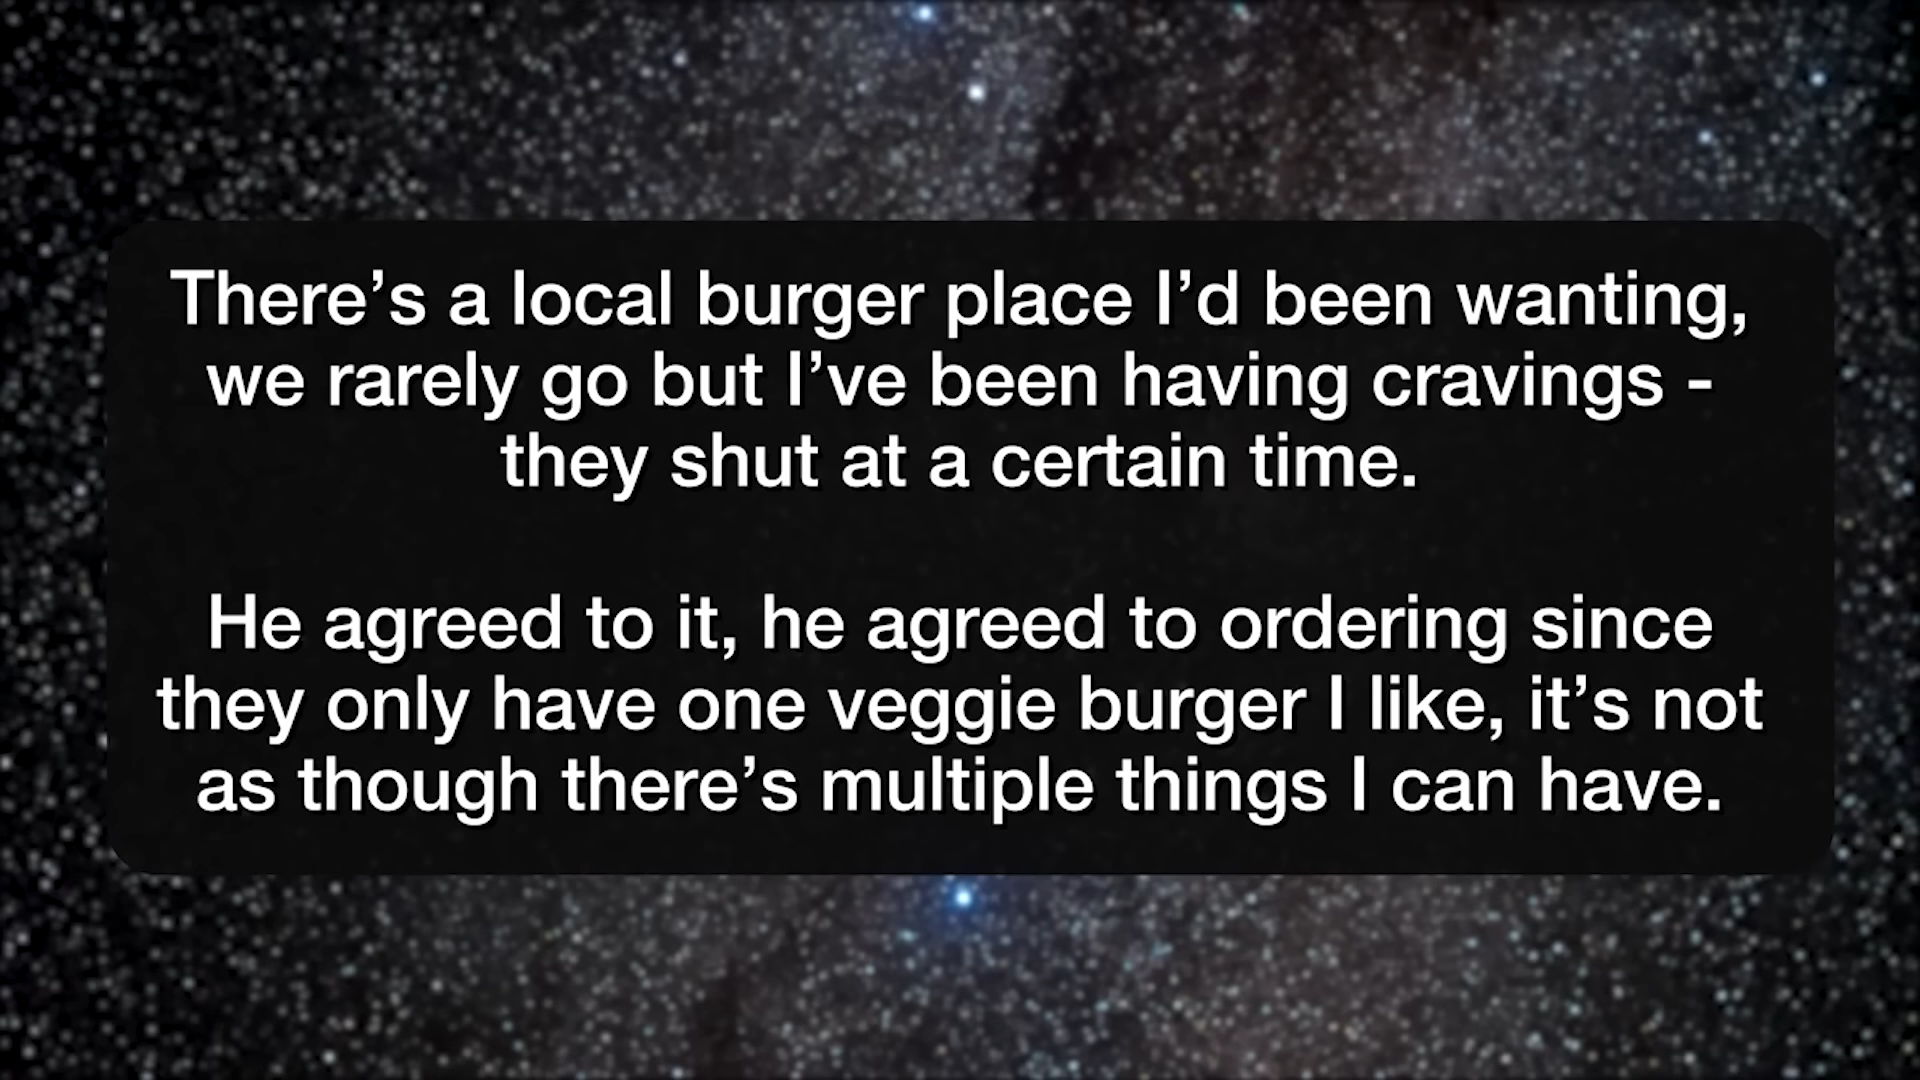 There’s a local burger place I’d been wanting,
we rarely go but I’ve been having cravings -
they shut at a certain time.
He agreed to it, he agreed to ordering since
they only have one veggie burger I like, it’s not
as though there’s multiple things I can have.